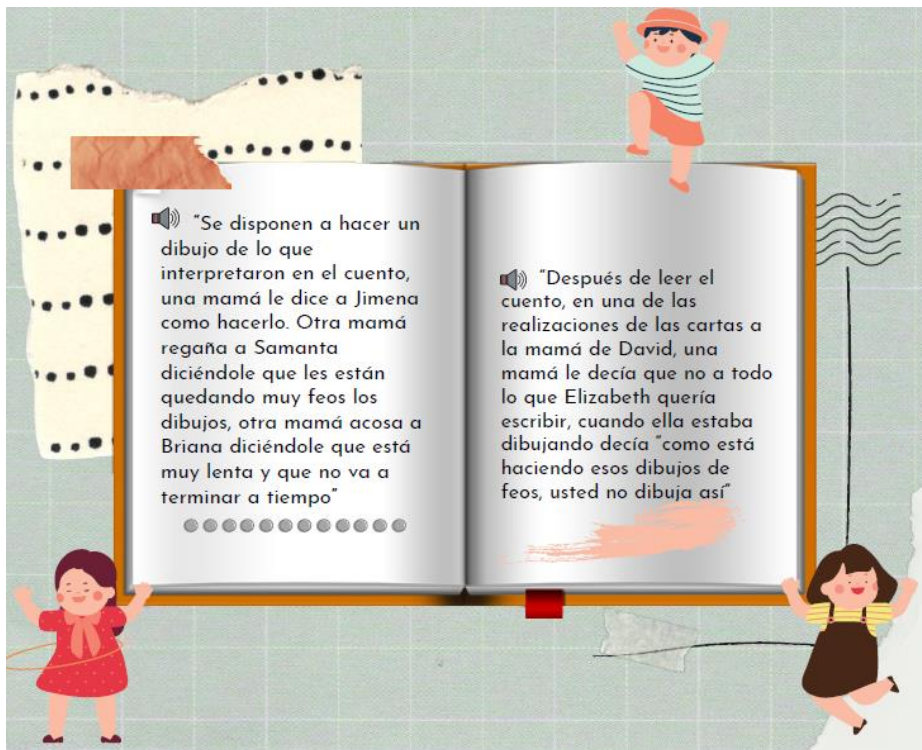 “Se disponen a hacer un
dibujo de lo que
interpretaron en el cuento,
una mamá le dice a Jimena
como hacerlo. Otra mamá
regaña a Samanta
diciéndole que les están
quedando muy feos los
dibujos, otra mamá acosa a
Briana diciéndole que está
muy lenta y que no va a
terminar a tiempo”
“Después de leer el
cuento, en una de las
realizaciones de las cartas a
la mamá de David, una
mamá le decía que no a todo
lo que Elizabeth quería
escribir, cuando ella estaba
dibujando decía “como está
haciendo esos dibujos de
feos, usted no dibuja así”